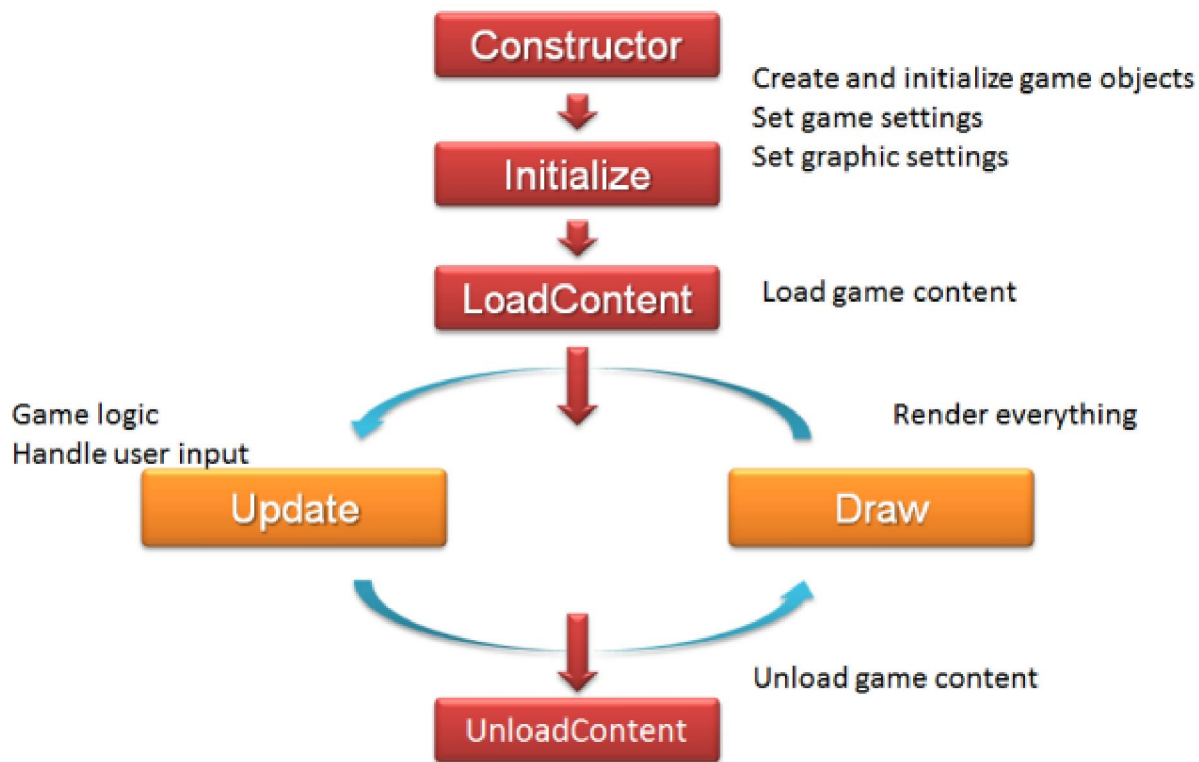 Constructor
Create and initialize game objects
Set game settings
Set graphic settings
Initialize
LoadContent
Load game content
Game logic
Handle user input
Render everything
Update
Draw
Unload game content
UnloadContent